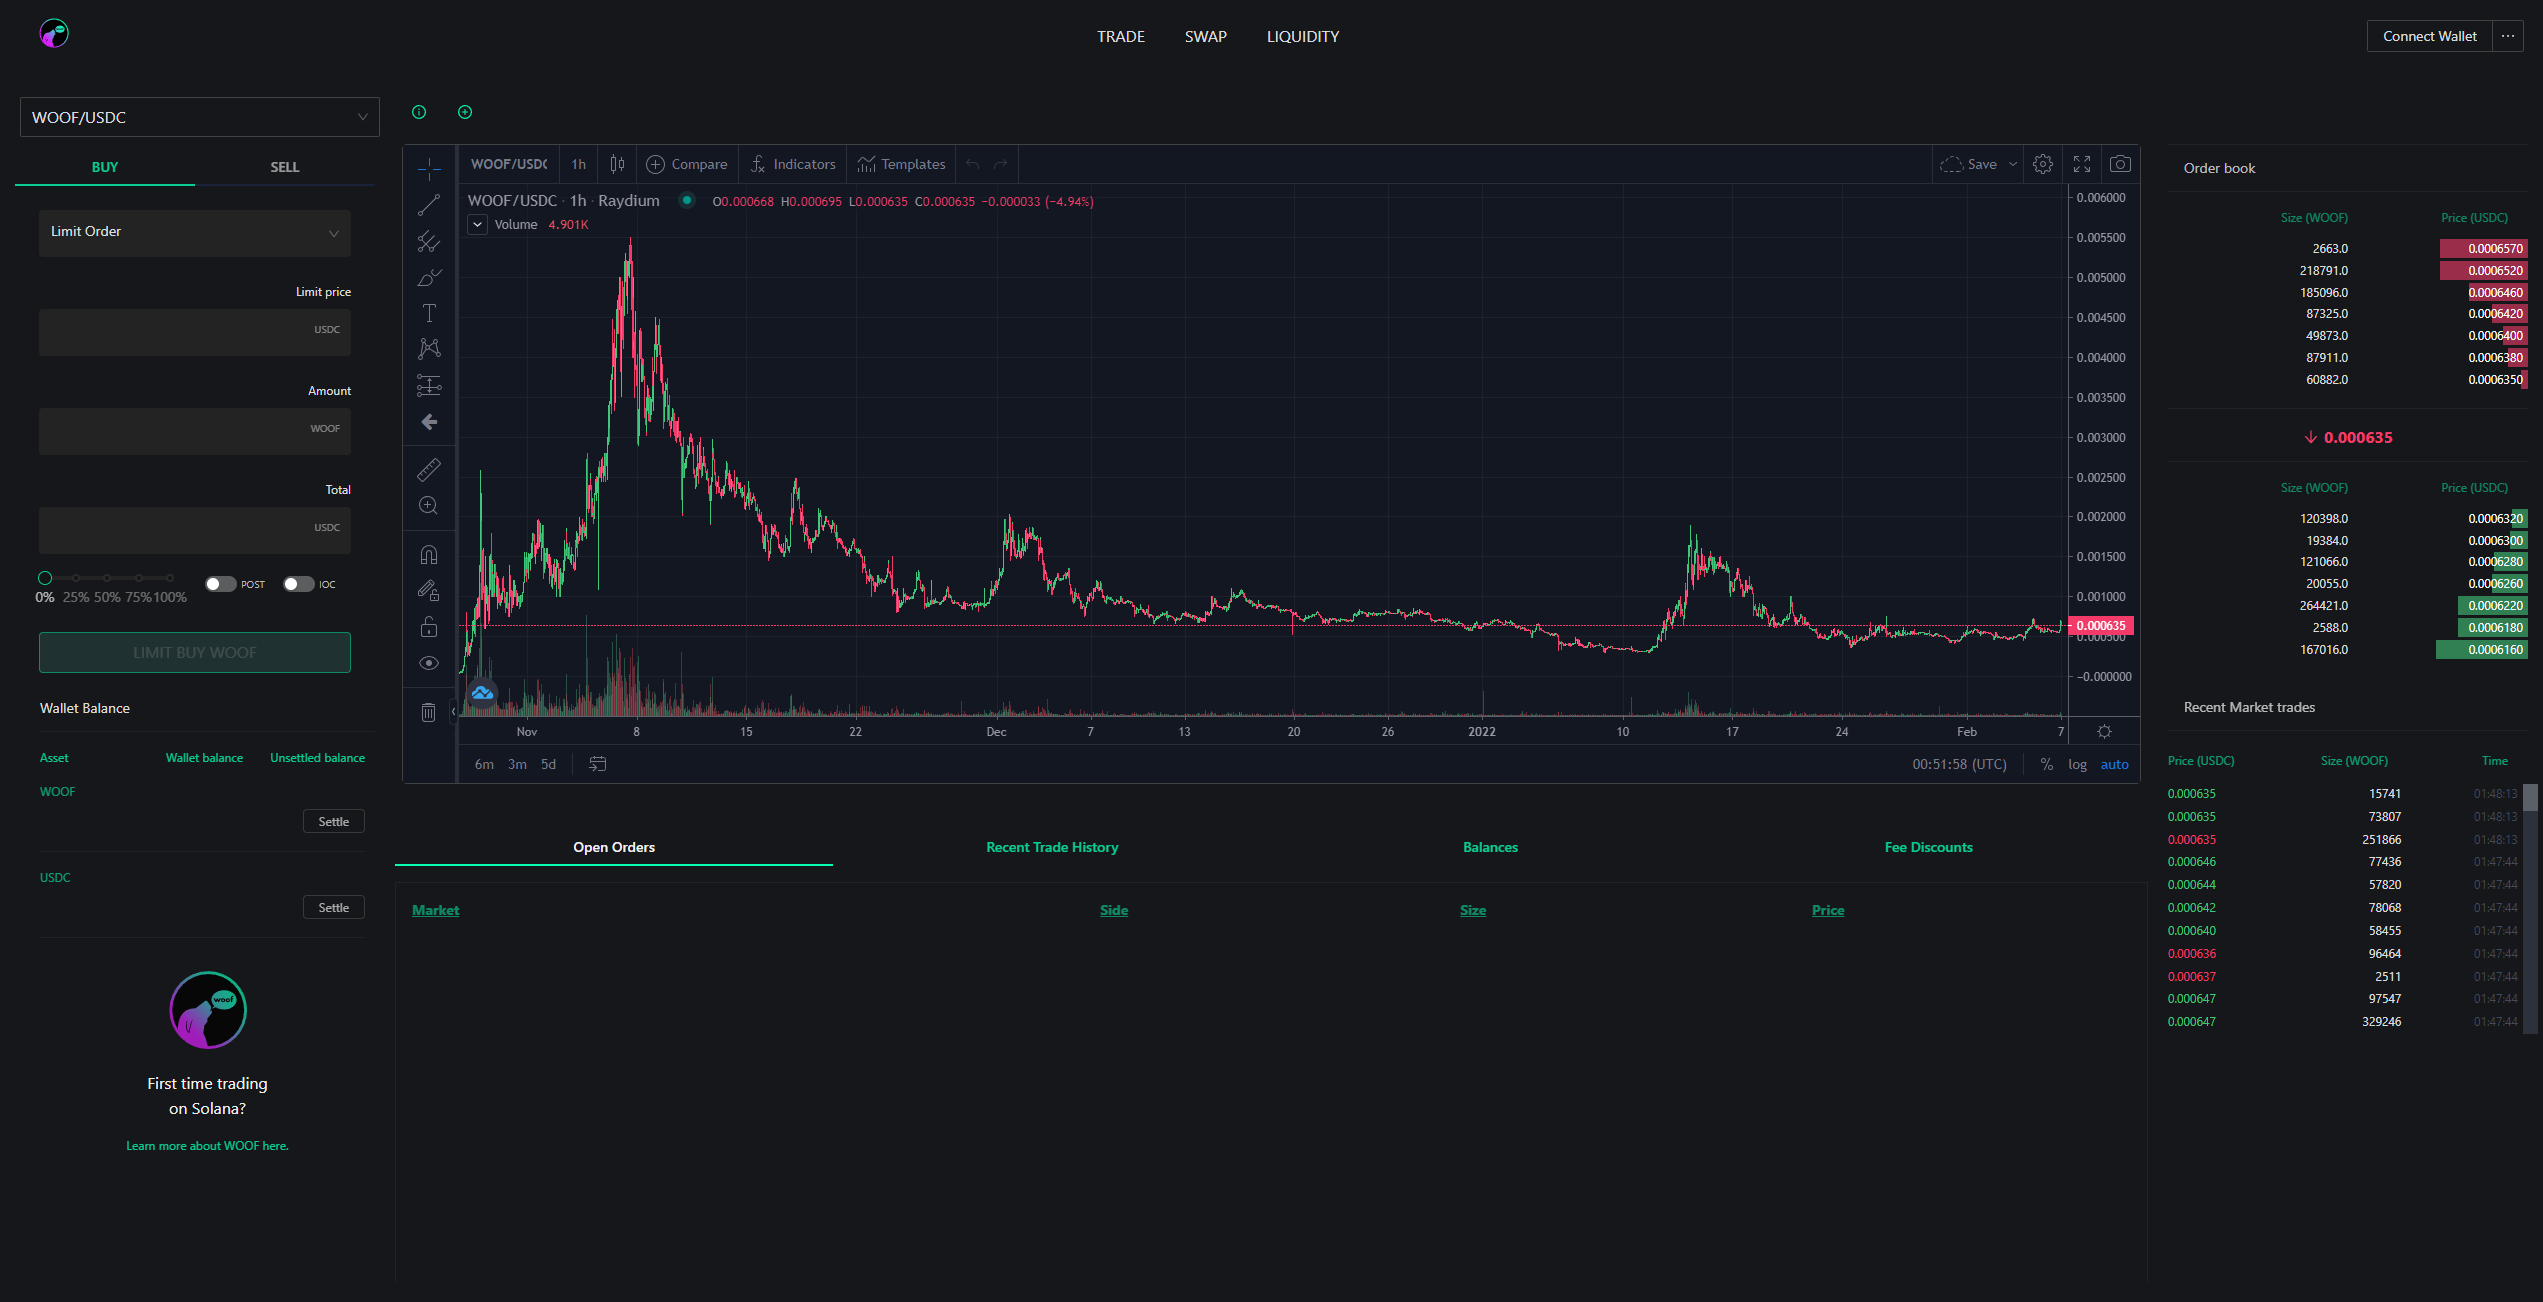 TRADE SWAP LIQUIDITY
Connect Wallet ···
WOOF/USDC
BUY SELL
Limit Order
Limit price
USDC
Amount
WOOF
Total
USDC
0% 25% 50% 75% 100%
POST IOC
LIMIT BUY WOOF
Wallet Balance
Asset Wallet balance Unsettled balance
WOOF
Settle
USDC
Settle
woof
First time trading
on Solana?
Learn more about WOOF here.
WOOF/USDC 1h Compare Indicators Templates Save
WOOF/USDC · 1h · Raydium O0.000668 H0.000695 L0.000635 C0.000635 −0.000033 (−4.94%)
Volume 4.901K
0.006000
0.005500
0.005000
0.004500
0.004000
0.003500
0.003000
0.002500
0.002000
0.001500
0.001000
0.000635
0.000500
−0.000000
Nov 8 15 22 Dec 7 13 20 26 2022 10 17 24 Feb 7
6m 3m 5d 00:51:58 (UTC) % log auto
Open Orders Recent Trade History Balances Fee Discounts
Market Side Size Price
Order book
Size (WOOF) Price (USDC)
2663.0 0.0006570
218791.0 0.0006520
185096.0 0.0006460
87325.0 0.0006420
49873.0 0.0006400
87911.0 0.0006380
60882.0 0.0006350
0.000635
Size (WOOF) Price (USDC)
120398.0 0.0006320
19384.0 0.0006300
121066.0 0.0006280
20055.0 0.0006260
264421.0 0.0006220
2588.0 0.0006180
167016.0 0.0006160
Recent Market trades
Price (USDC) Size (WOOF) Time
0.000635 15741 01:48:13
0.000635 73807 01:48:13
0.000635 251866 01:48:13
0.000646 77436 01:47:44
0.000644 57820 01:47:44
0.000642 78068 01:47:44
0.000640 58455 01:47:44
0.000636 96464 01:47:44
0.000637 2511 01:47:44
0.000647 97547 01:47:44
0.000647 329246 01:47:44